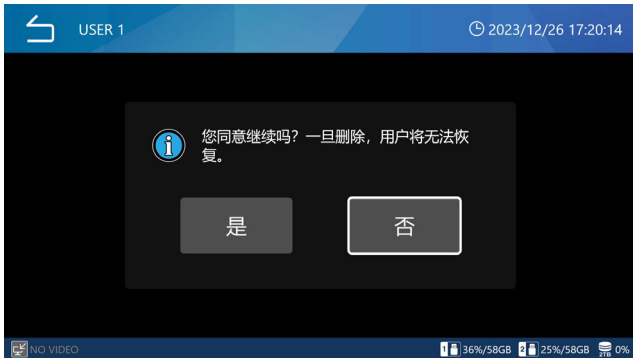 USER 1
2023/12/26 17:20:14
您同意继续吗？一旦删除，用户将无法恢
复。
是
否
NO VIDEO
1 36%/58GB 2 25%/58GB 2TB 0%